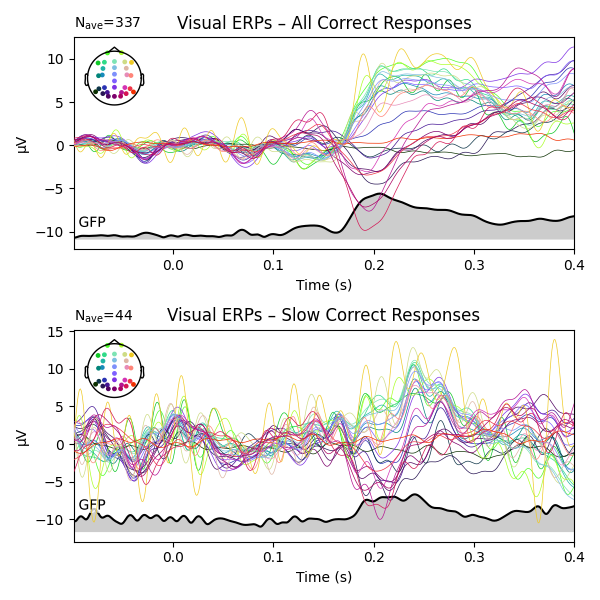 Nave=337
Visual ERPs – All Correct Responses
10
5
0
−5
−10
µV
GFP
0.0
0.1
0.2
0.3
0.4
Time (s)
Nave=44
Visual ERPs – Slow Correct Responses
15
10
5
0
−5
−10
µV
GFP
0.0
0.1
0.2
0.3
0.4
Time (s)